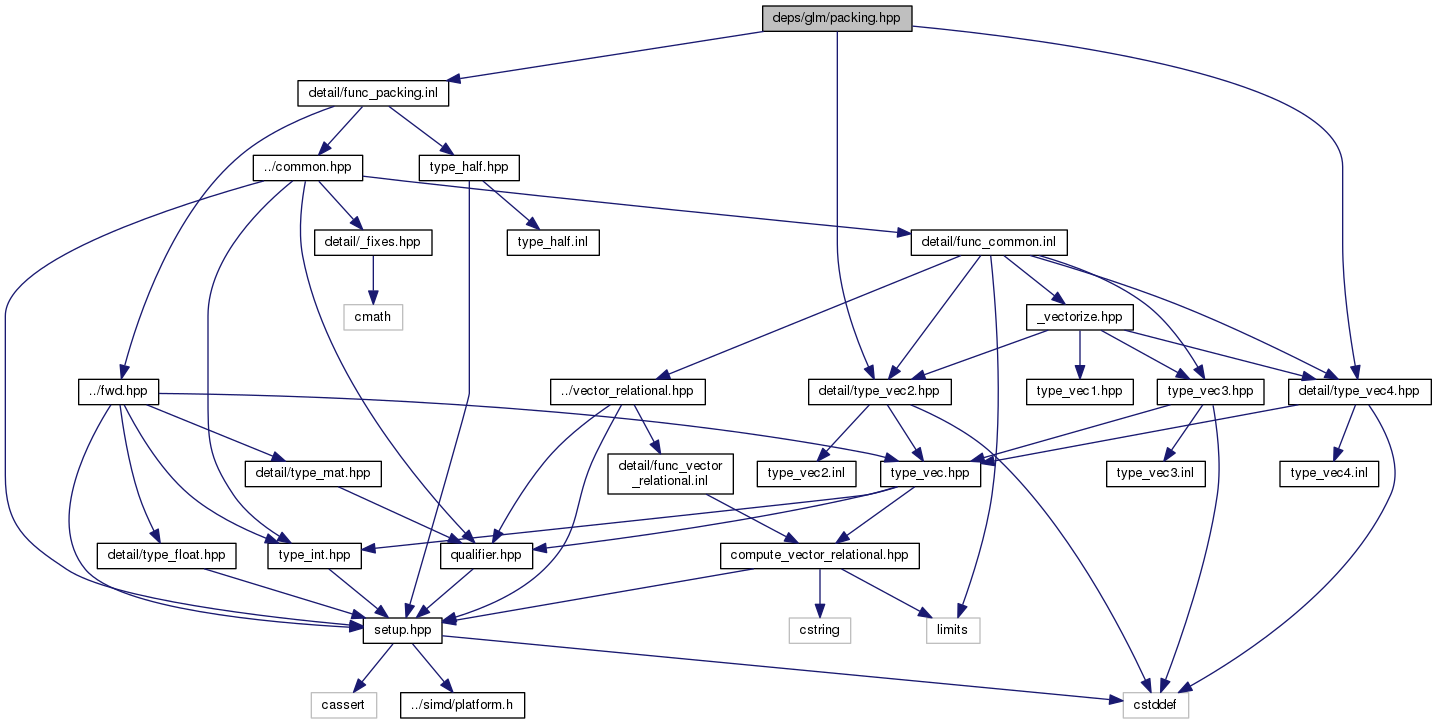 deps/glm/packing.hpp
detail/func_packing.inl
../common.hpp
type_half.hpp
detail/_fixes.hpp
type_half.inl
detail/func_common.inl
cmath
_vectorize.hpp
../fwd.hpp
../vector_relational.hpp
detail/type_vec2.hpp
type_vec1.hpp
type_vec3.hpp
detail/type_vec4.hpp
detail/type_mat.hpp
detail/func_vector
_relational.inl
type_vec2.inl
type_vec.hpp
type_vec3.inl
type_vec4.inl
detail/type_float.hpp
type_int.hpp
qualifier.hpp
compute_vector_relational.hpp
setup.hpp
cstring
limits
cassert
../simd/platform.h
cstddef